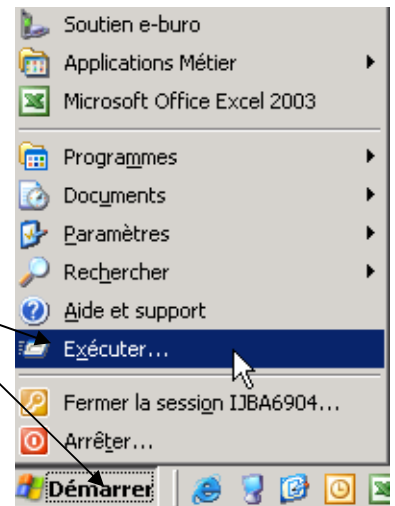 Soutien e-buro
Applications Métier
Microsoft Office Excel 2003
Programmes
Documents
Paramètres
Rechercher
Aide et support
Exécuter...
Fermer la session IJBA6904...
Arrêter...
Démarrer